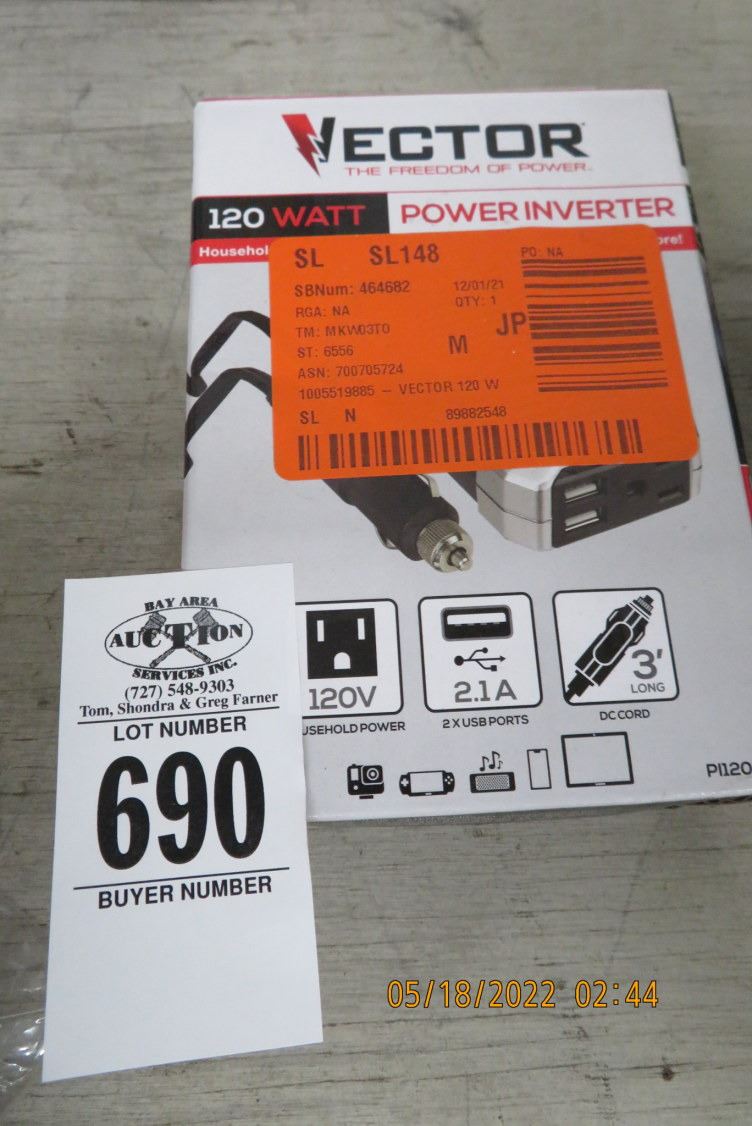 VECTOR
THE FREEDOM OF POWER.
120 WATT POWER INVERTER
SL SL148 PO: NA
SBNum: 464682 12/01/21
QTY: 1
RGA: NA
TM: MKW03T0
JP
M
ST: 6556
ASN: 700705724
1005519885 – VECTOR 120 W
SL N 89882548
120V
2.1A
3'
LONG
HOLD POWER
2 X USB PORTS
DC CORD
PI120
BAY AREA
AUCTION
SERVICES INC.
(727) 548-9303
Tom, Shondra & Greg Farner
LOT NUMBER
690
BUYER NUMBER
05/18/2022 02:44